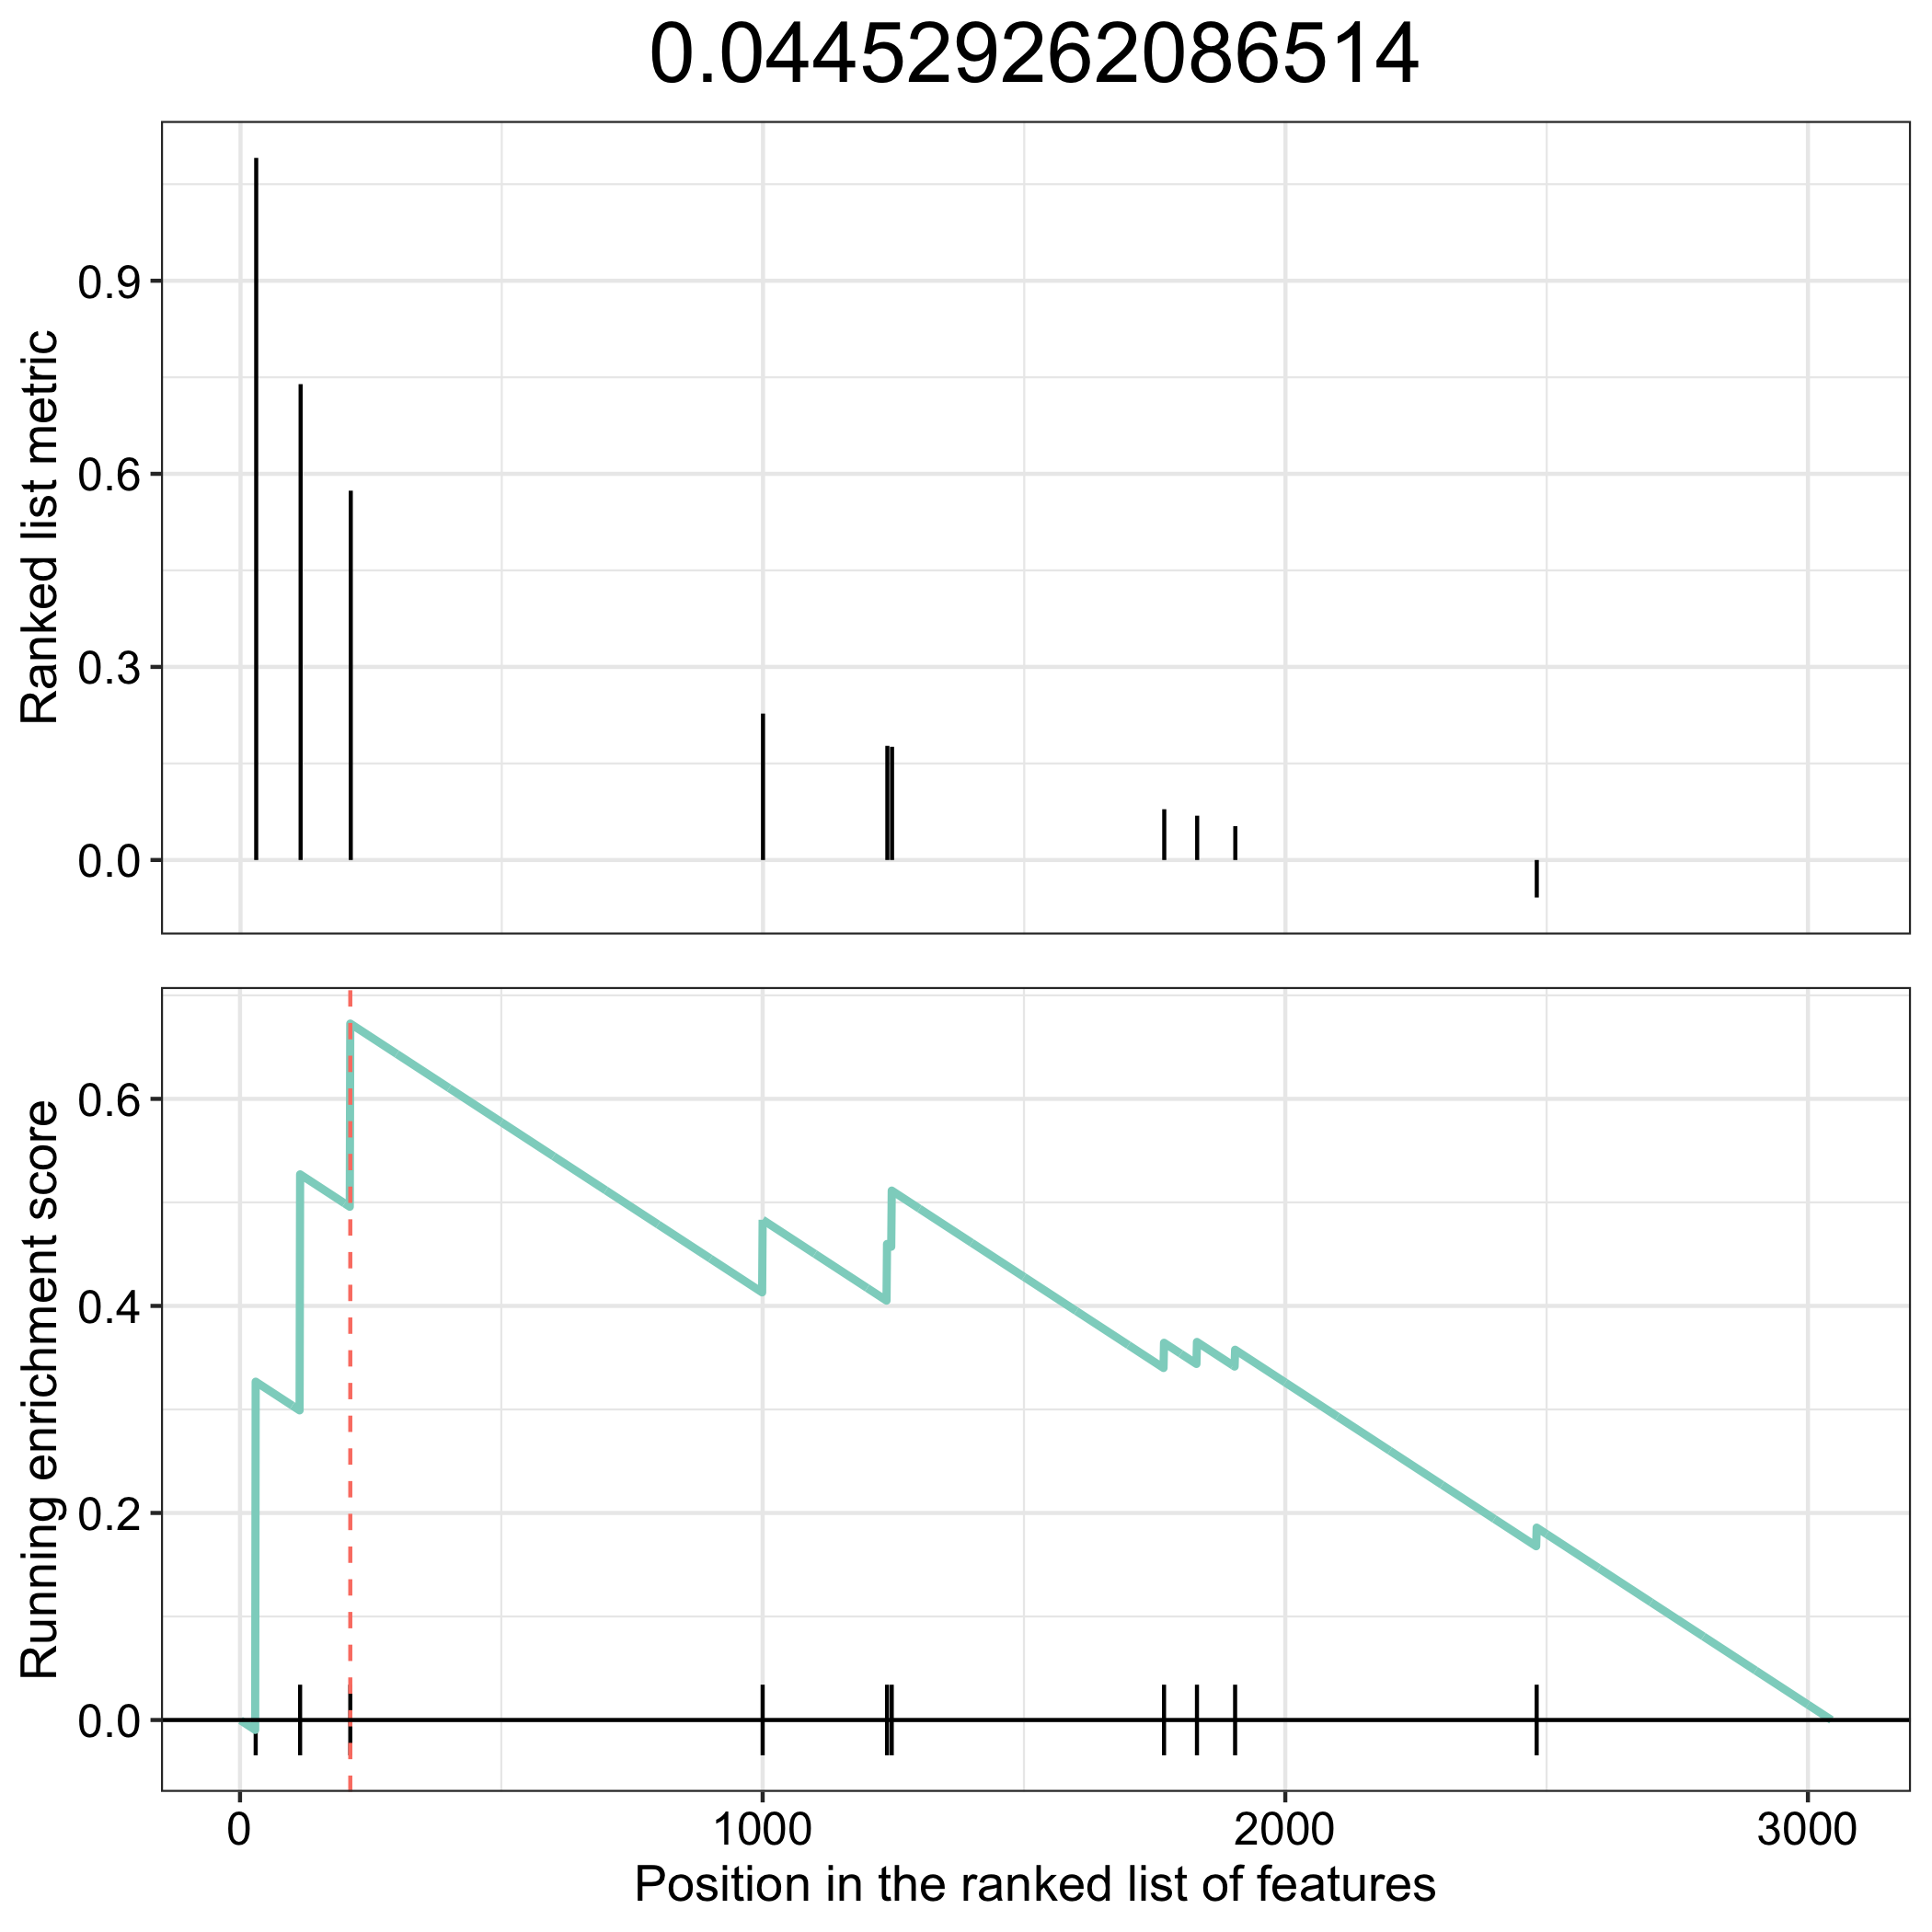 0.044529262086514
Ranked list metric
0.9
0.6
0.3
0.0
Running enrichment score
0.6
0.4
0.2
0.0
0 1000 2000 3000
Position in the ranked list of features